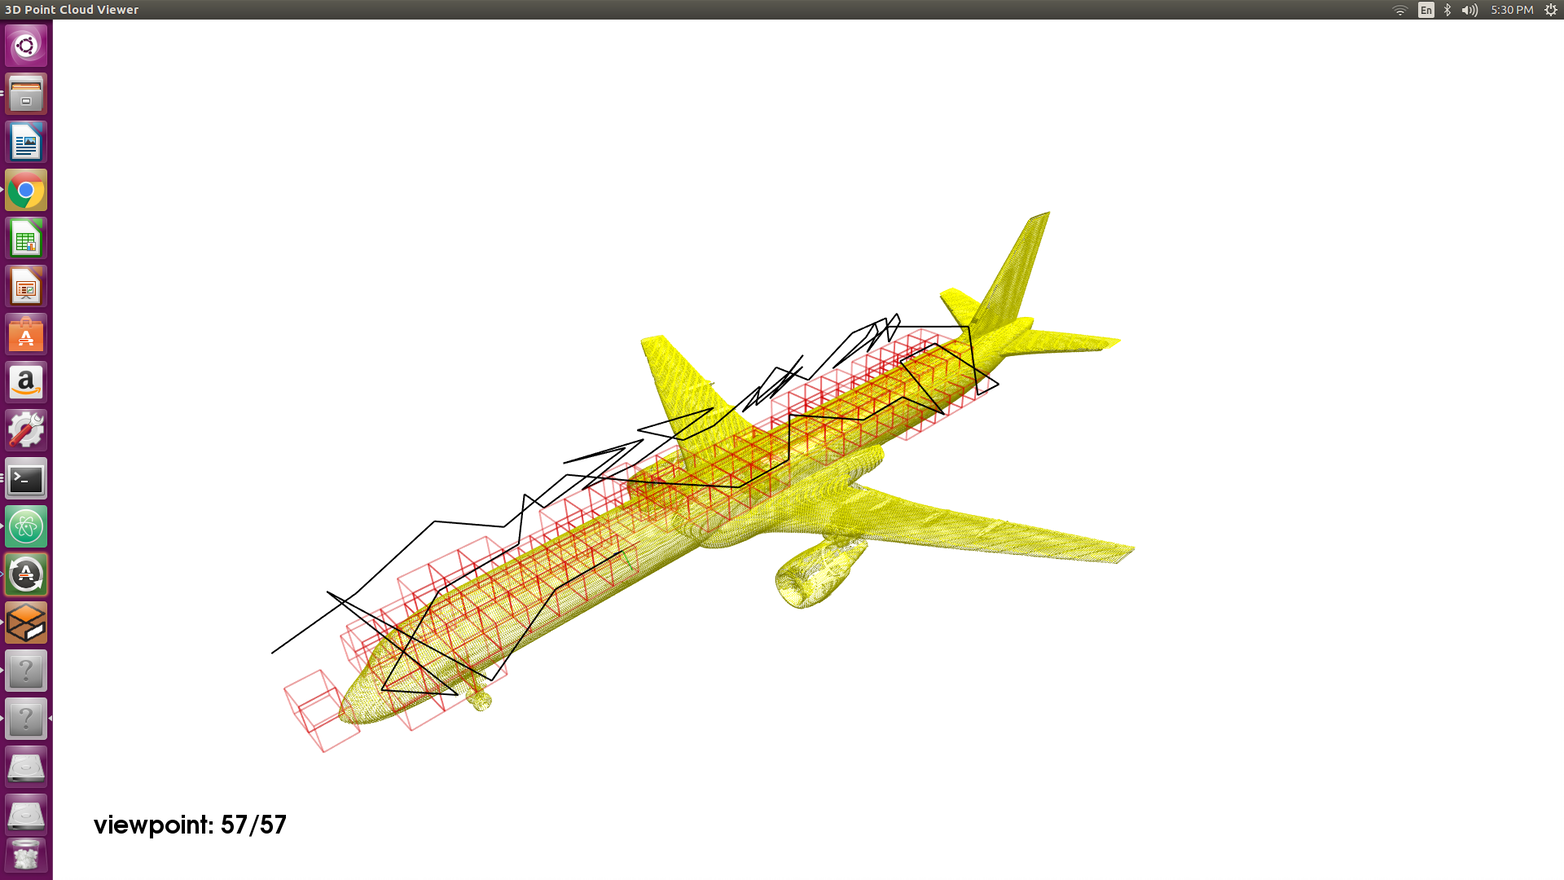 3D Point Cloud Viewer
En
5:30 PM
a
>_
? 
?
viewpoint: 57/57